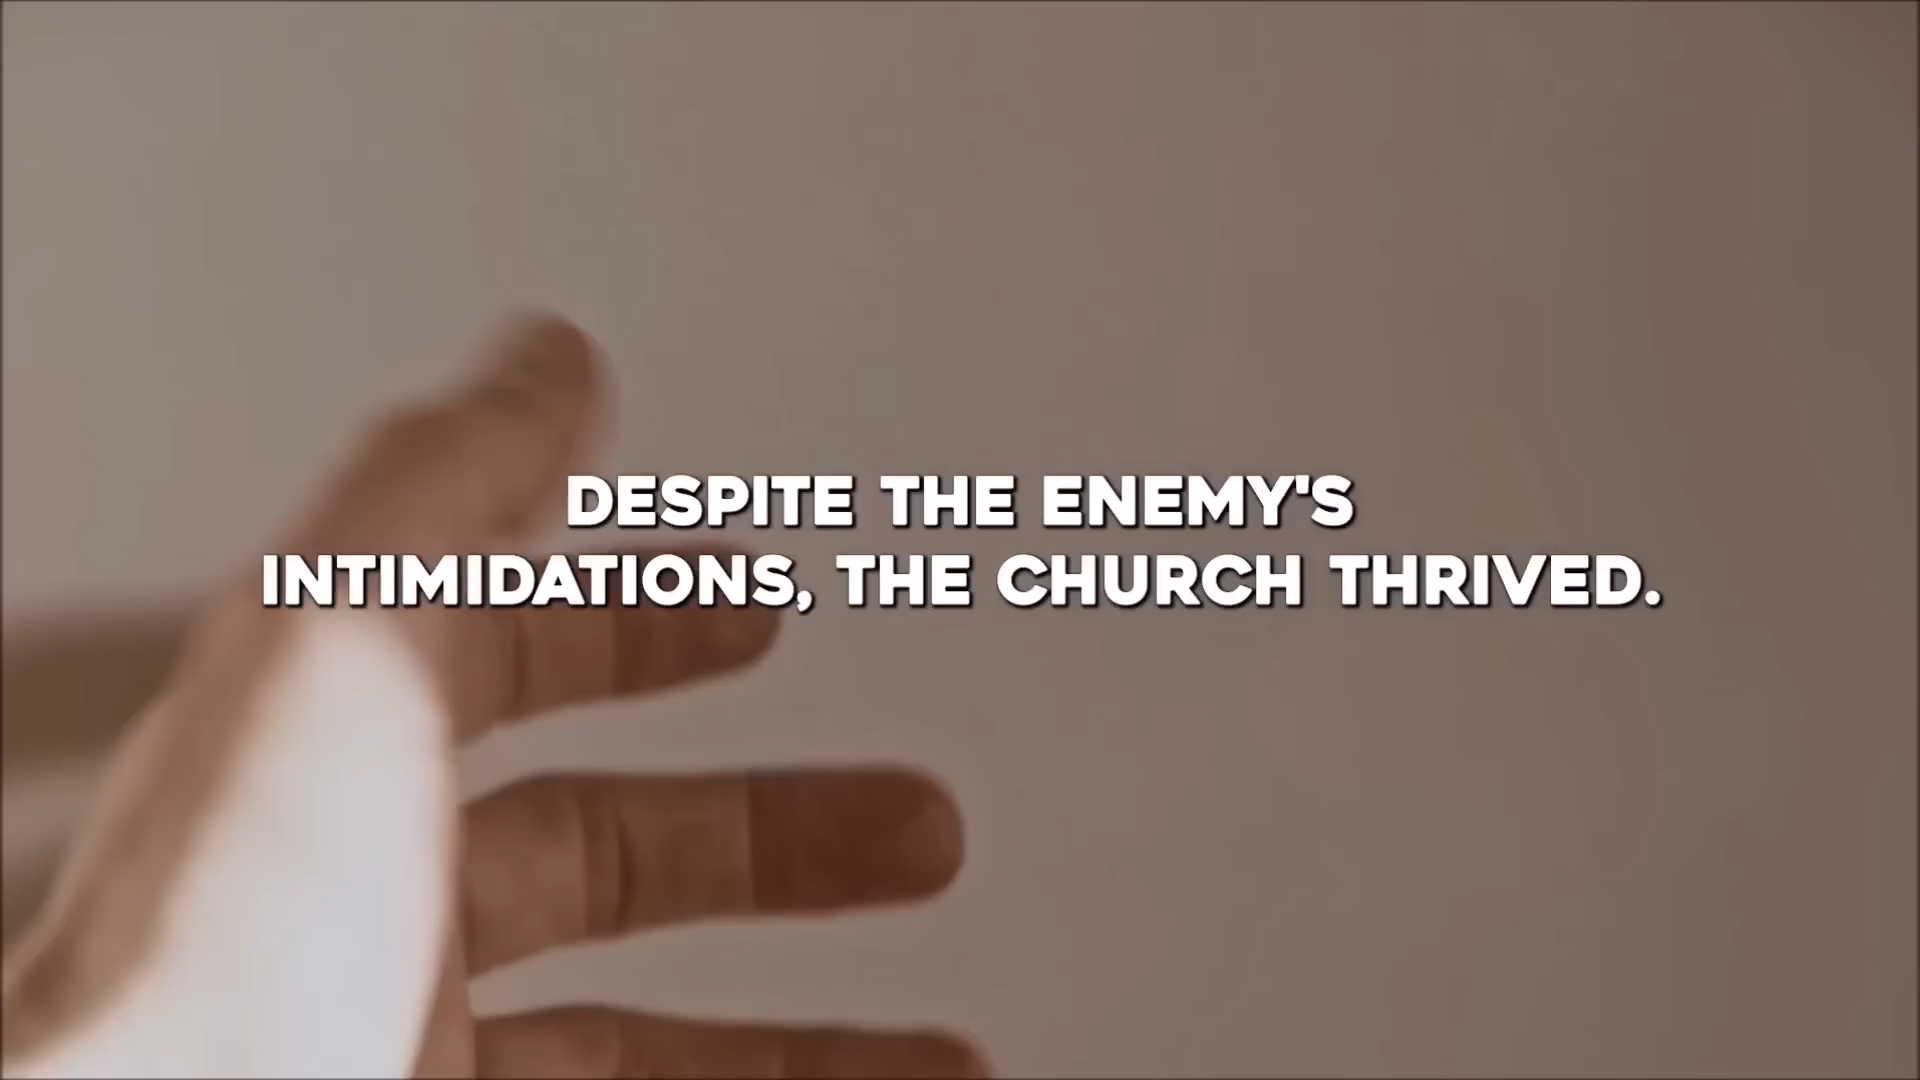 DESPITE THE ENEMY'S
INTIMIDATIONS, THE CHURCH THRIVED.